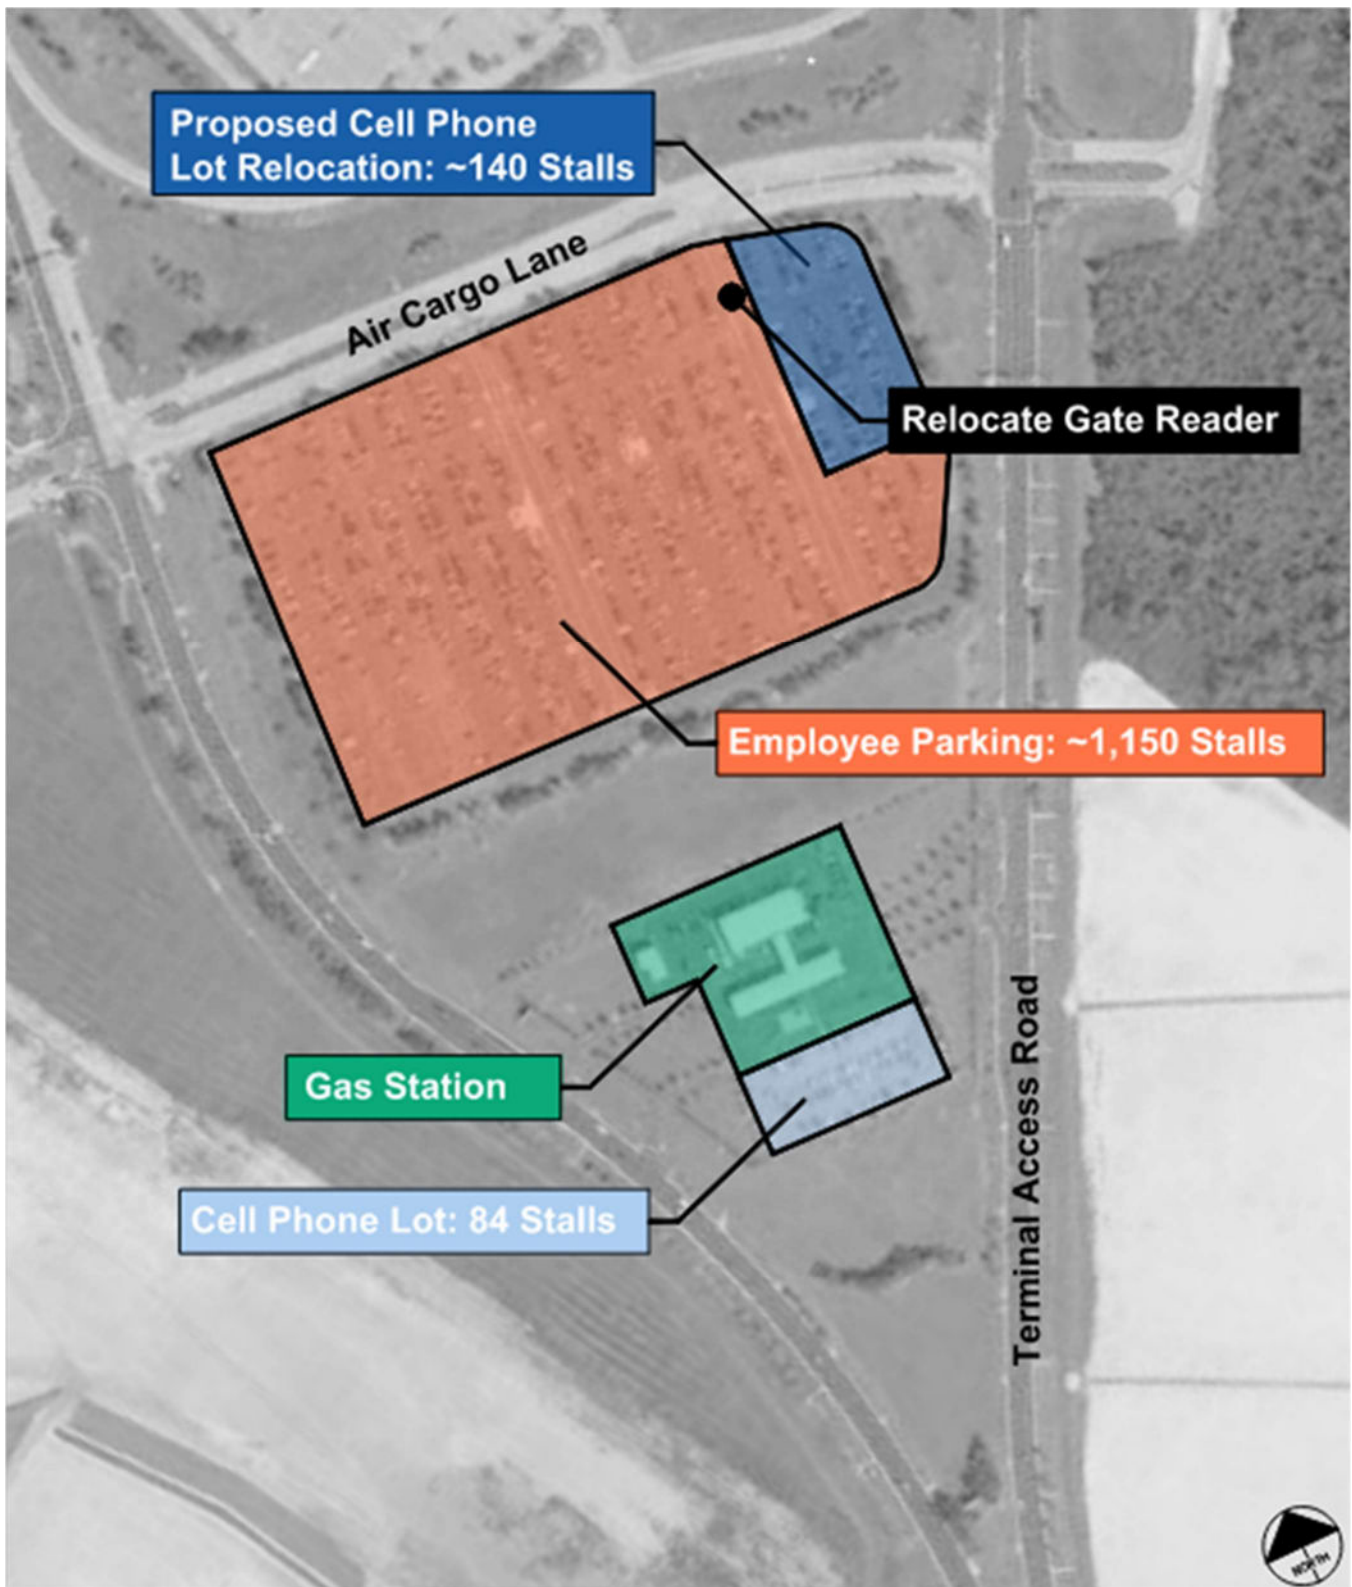 Proposed Cell Phone
Lot Relocation: ~140 Stalls
Air Cargo Lane
Relocate Gate Reader
Employee Parking: ~1,150 Stalls
Gas Station
Cell Phone Lot: 84 Stalls
Terminal Access Road
NORTH